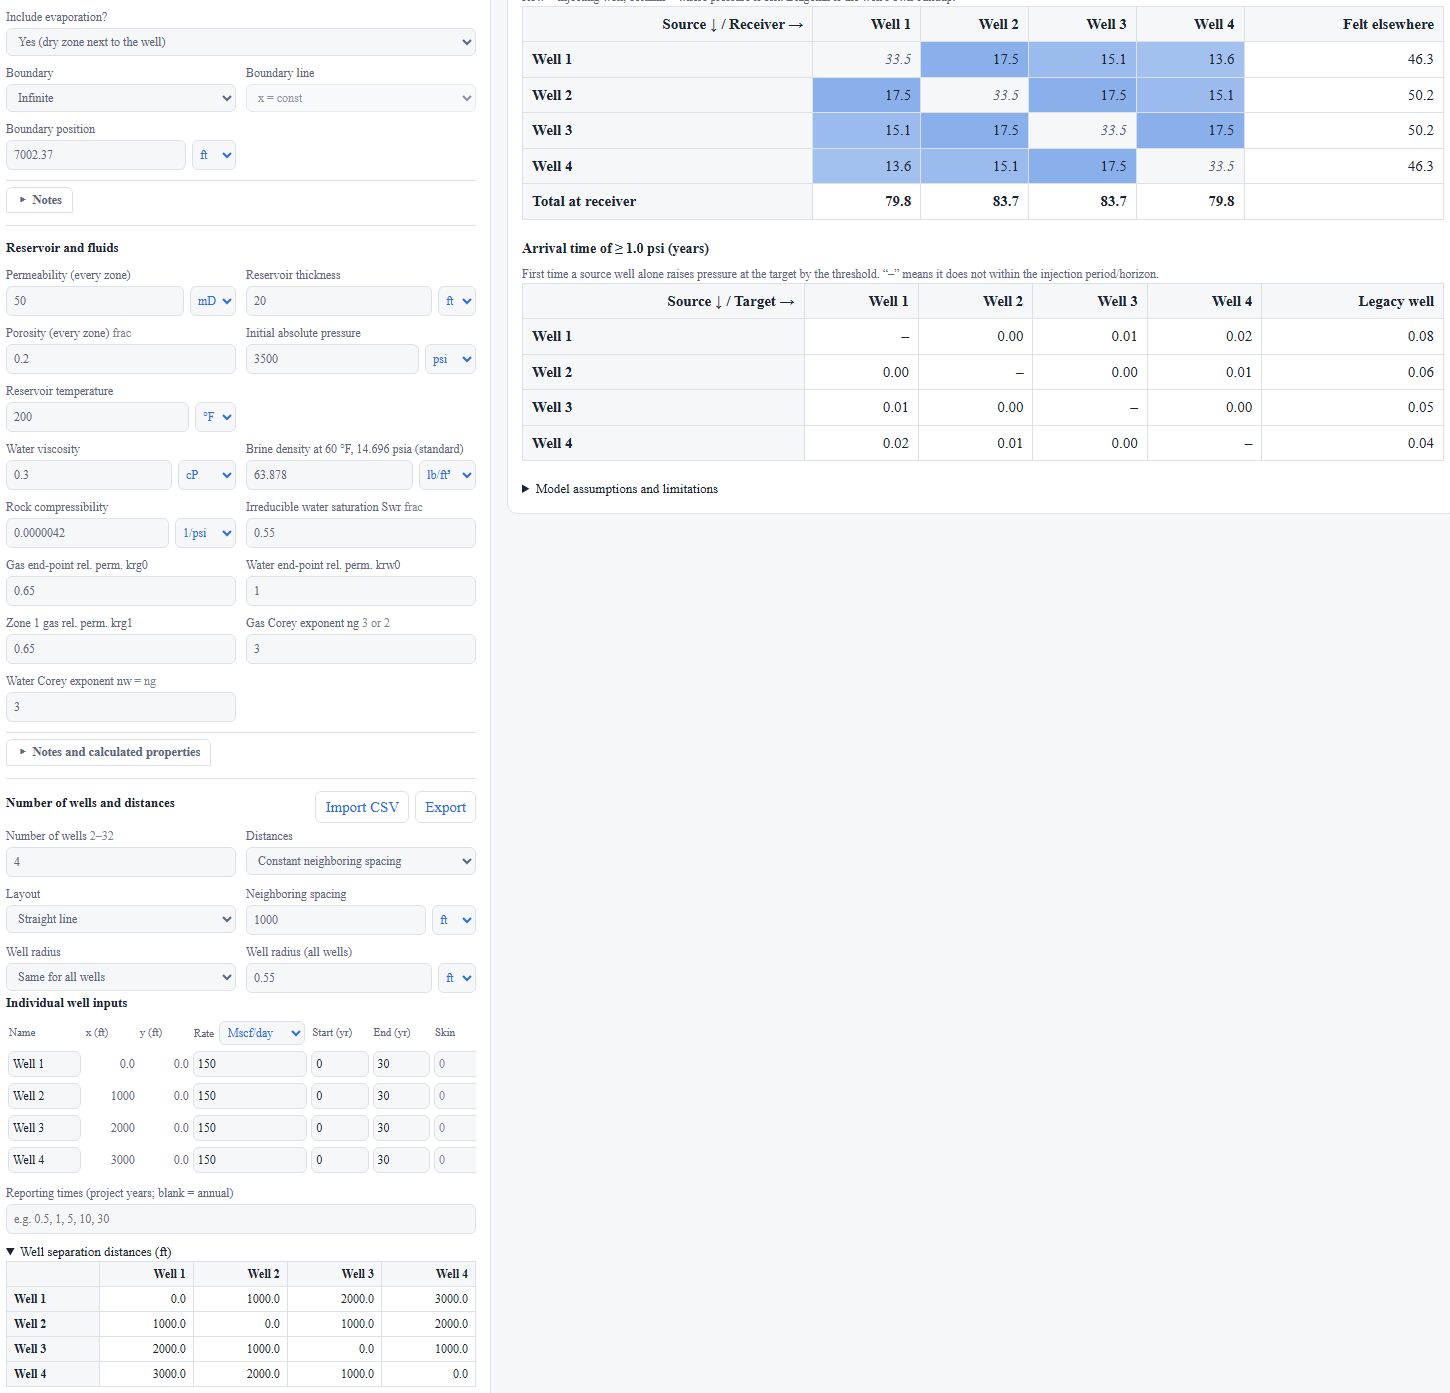 Include evaporation?
Yes (dry zone next to the well)
Boundary
Boundary line
Infinite
x = const
Boundary position
7002.37
ft
▸ Notes
Reservoir and fluids
Permeability (every zone)
Reservoir thickness
50
mD
20
ft
Porosity (every zone) frac
Initial absolute pressure
0.2
3500
psi
Reservoir temperature
200
°F
Water viscosity
Brine density at 60 °F, 14.696 psia (standard)
0.3
cP
63.878
lb/ft³
Rock compressibility
Irreducible water saturation Swr frac
0.0000042
1/psi
0.55
Gas end-point rel. perm. krg0
Water end-point rel. perm. krw0
0.65
1
Zone 1 gas rel. perm. krg1
Gas Corey exponent ng 3 or 2
0.65
3
Water Corey exponent nw = ng
3
▸ Notes and calculated properties
Number of wells and distances
Import CSV
Export
Number of wells 2–32
Distances
4
Constant neighboring spacing
Layout
Neighboring spacing
Straight line
1000
ft
Well radius
Well radius (all wells)
Same for all wells
0.55
ft
Individual well inputs
Name x (ft) y (ft) Rate Mscf/day Start (yr) End (yr) Skin
Well 1 0.0 0.0 150 0 30 0
Well 2 1000 0.0 150 0 30 0
Well 3 2000 0.0 150 0 30 0
Well 4 3000 0.0 150 0 30 0
Reporting times (project years; blank = annual)
e.g. 0.5, 1, 5, 10, 30
▼ Well separation distances (ft)
Well 1 Well 2 Well 3 Well 4
Well 1 0.0 1000.0 2000.0 3000.0
Well 2 1000.0 0.0 1000.0 2000.0
Well 3 2000.0 1000.0 0.0 1000.0
Well 4 3000.0 2000.0 1000.0 0.0
Source ↓ / Receiver → Well 1 Well 2 Well 3 Well 4 Felt elsewhere
Well 1 33.5 17.5 15.1 13.6 46.3
Well 2 17.5 33.5 17.5 15.1 50.2
Well 3 15.1 17.5 33.5 17.5 50.2
Well 4 13.6 15.1 17.5 33.5 46.3
Total at receiver 79.8 83.7 83.7 79.8
Arrival time of ≥ 1.0 psi (years)
First time a source well alone raises pressure at the target by the threshold. “–” means it does not within the injection period/horizon.
Source ↓ / Target → Well 1 Well 2 Well 3 Well 4 Legacy well
Well 1 – 0.00 0.01 0.02 0.08
Well 2 0.00 – 0.00 0.01 0.06
Well 3 0.01 0.00 – 0.00 0.05
Well 4 0.02 0.01 0.00 – 0.04
▶ Model assumptions and limitations